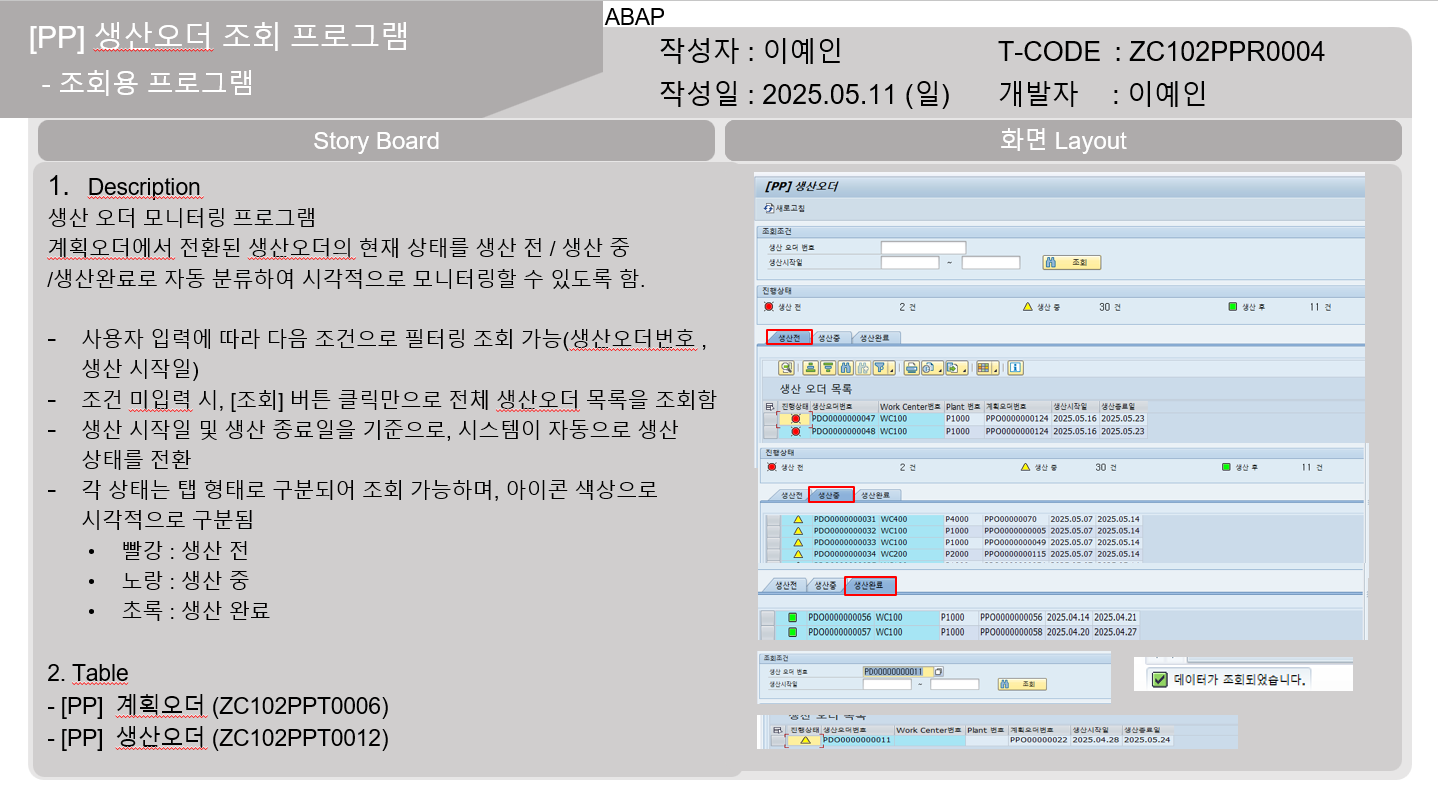 [PP] 생산오더 조회 프로그램
- 조회용 프로그램
ABAP
작성자 : 이예인
T-CODE : ZC102PPR0004
작성일 : 2025.05.11 (일)
개발자 : 이예인
Story Board
1. Description
생산 오더 모니터링 프로그램
계획오더에서 전환된 생산오더의 현재 상태를 생산 전 / 생산 중
/생산완료로 자동 분류하여 시각적으로 모니터링할 수 있도록 함.
- 사용자 입력에 따라 다음 조건으로 필터링 조회 가능(생산오더번호 ,
생산 시작일)
- 조건 미입력 시, [조회] 버튼 클릭만으로 전체 생산오더 목록을 조회함
- 생산 시작일 및 생산 종료일을 기준으로, 시스템이 자동으로 생산
상태를 전환
- 각 상태는 탭 형태로 구분되어 조회 가능하며, 아이콘 색상으로
시각적으로 구분됨
• 빨강 : 생산 전
• 노랑 : 생산 중
• 초록 : 생산 완료
2. Table
- [PP] 계획오더 (ZC102PPT0006)
- [PP] 생산오더 (ZC102PPT0012)
화면 Layout
[PP] 생산오더
새로고침
조회조건
생산 오더 번호
생산시작일 ~ 조회
진행상태
생산 전 2 건 생산 중 30 건 생산 후 11 건
생산전 생산중 생산완료
생산 오더 목록
진행상태 생산오더번호 Work Center번호 Plant 번호 계획오더번호 생산시작일 생산종료일
PDO0000000047 WC100 P1000 PPO0000000124 2025.05.16 2025.05.23
PDO0000000048 WC100 P1000 PPO0000000124 2025.05.16 2025.05.23
진행상태
생산 전 2 건 생산 중 30 건 생산 후 11 건
생산전 생산중 생산완료
PDO0000000031 WC400 P4000 PPO00000070 2025.05.07 2025.05.14
PDO0000000032 WC100 P1000 PPO0000000005 2025.05.07 2025.05.14
PDO0000000033 WC100 P1000 PPO0000000049 2025.05.07 2025.05.14
PDO0000000034 WC200 P2000 PPO0000000115 2025.05.07 2025.05.14
생산전 생산중 생산완료
PDO0000000056 WC100 P1000 PPO0000000056 2025.04.14 2025.04.21
PDO0000000057 WC100 P1000 PPO0000000058 2025.04.20 2025.04.27
조회조건
생산 오더 번호 PDO0000000011
생산시작일 ~ 조회
데이터가 조회되었습니다.
생산 오더 목록
진행상태 생산오더번호 Work Center번호 Plant 번호 계획오더번호 생산시작일 생산종료일
PDO0000000011 PPO00000022 2025.04.28 2025.05.24